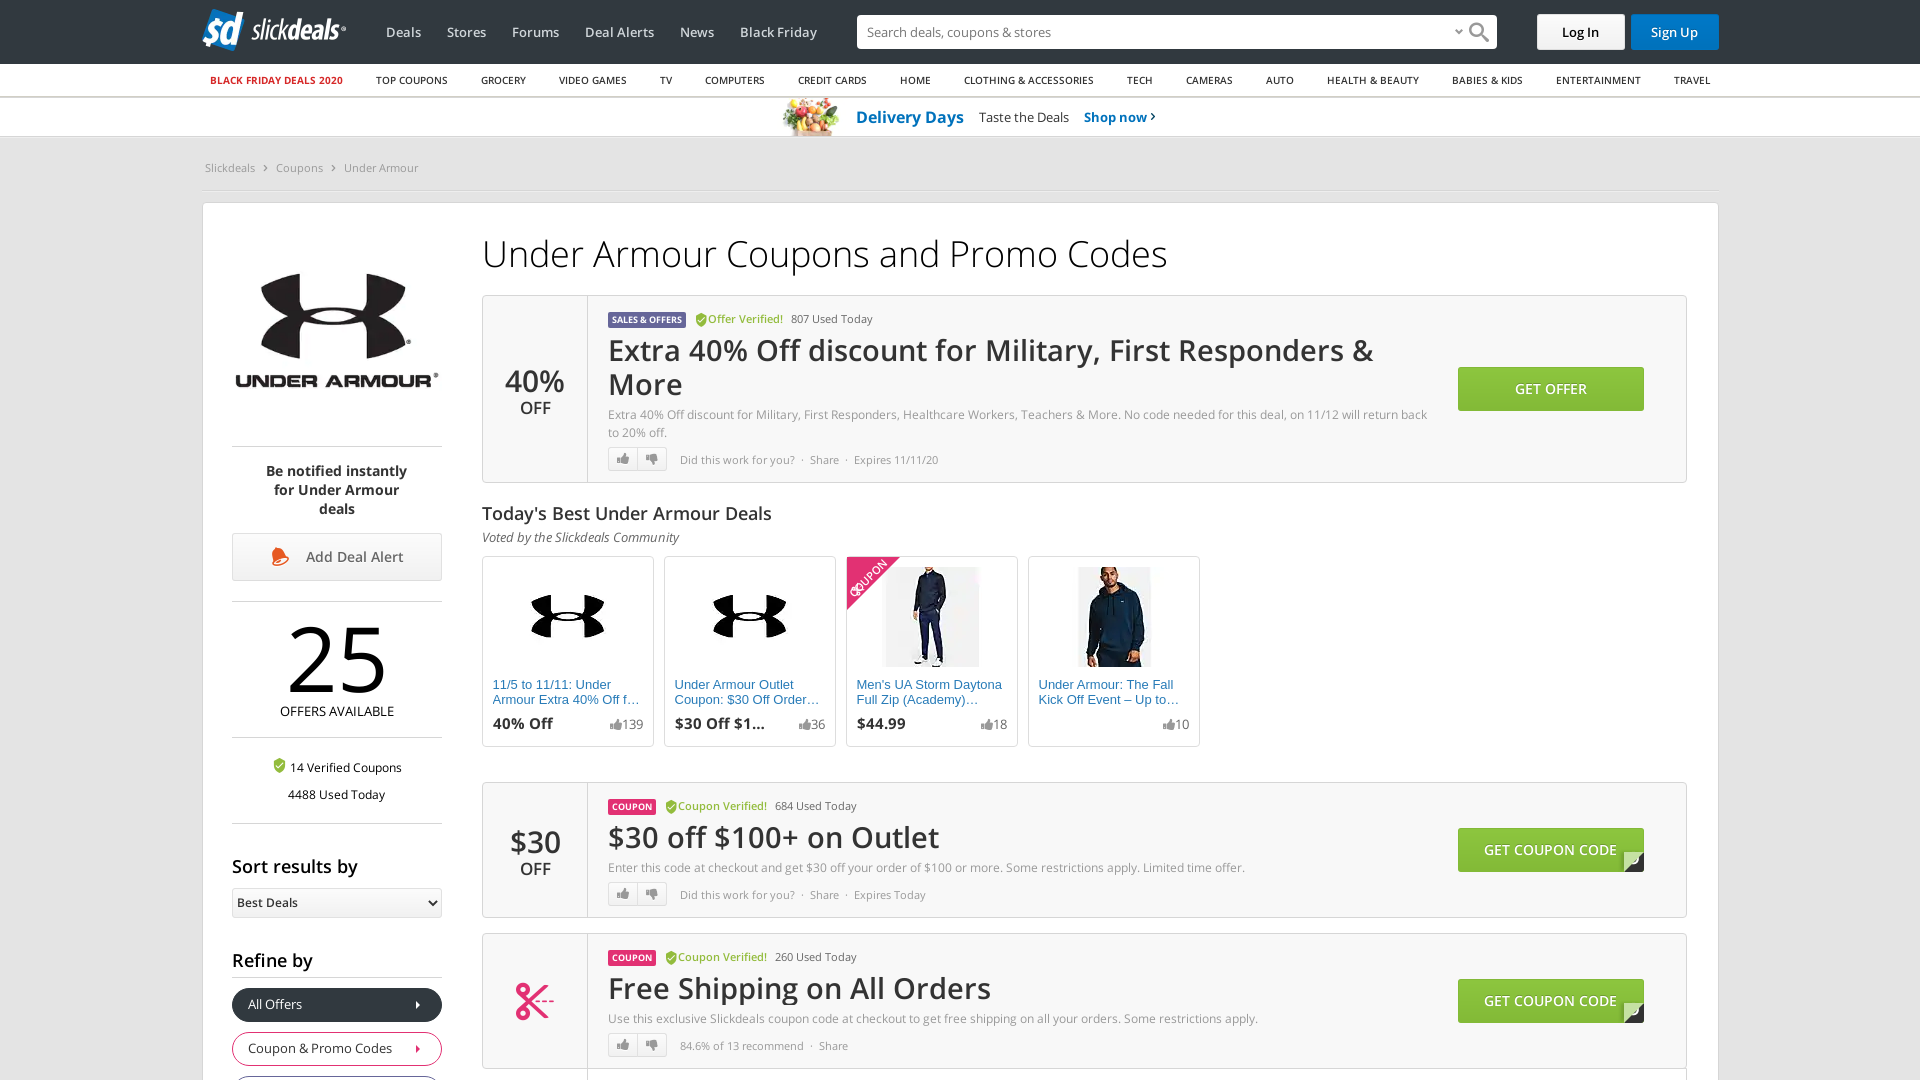 slickdeals
Deals
Stores
Forums
Deal Alerts
News
Black Friday
Search deals, coupons & stores
Log In
Sign Up
BLACK FRIDAY DEALS 2020
TOP COUPONS
GROCERY
VIDEO GAMES
TV
COMPUTERS
CREDIT CARDS
HOME
CLOTHING & ACCESSORIES
TECH
CAMERAS
AUTO
HEALTH & BEAUTY
BABIES & KIDS
ENTERTAINMENT
TRAVEL
Delivery Days Taste the Deals Shop now
Slickdeals > Coupons > Under Armour
UNDER ARMOUR®
Be notified instantly
for Under Armour
deals
Add Deal Alert
25
OFFERS AVAILABLE
14 Verified Coupons
4488 Used Today
Sort results by
Best Deals
Refine by
All Offers
Coupon & Promo Codes
Under Armour Coupons and Promo Codes
40%
OFF
SALES & OFFERS Offer Verified! 807 Used Today
Extra 40% Off discount for Military, First Responders &
More
Extra 40% Off discount for Military, First Responders, Healthcare Workers, Teachers & More. No code needed for this deal, on 11/12 will return back
to 20% off.
Did this work for you? · Share · Expires 11/11/20
GET OFFER
Today's Best Under Armour Deals
Voted by the Slickdeals Community
11/5 to 11/11: Under
Armour Extra 40% Off f…
40% Off 139
Under Armour Outlet
Coupon: $30 Off Order…
$30 Off $1... 36
COUPON
Men's UA Storm Daytona
Full Zip (Academy)…
$44.99 18
Under Armour: The Fall
Kick Off Event – Up to…
10
$30
OFF
COUPON Coupon Verified! 684 Used Today
$30 off $100+ on Outlet
Enter this code at checkout and get $30 off your order of $100 or more. Some restrictions apply. Limited time offer.
Did this work for you? · Share · Expires Today
GET COUPON CODE
COUPON Coupon Verified! 260 Used Today
Free Shipping on All Orders
Use this exclusive Slickdeals coupon code at checkout to get free shipping on all your orders. Some restrictions apply.
84.6% of 13 recommend · Share
GET COUPON CODE